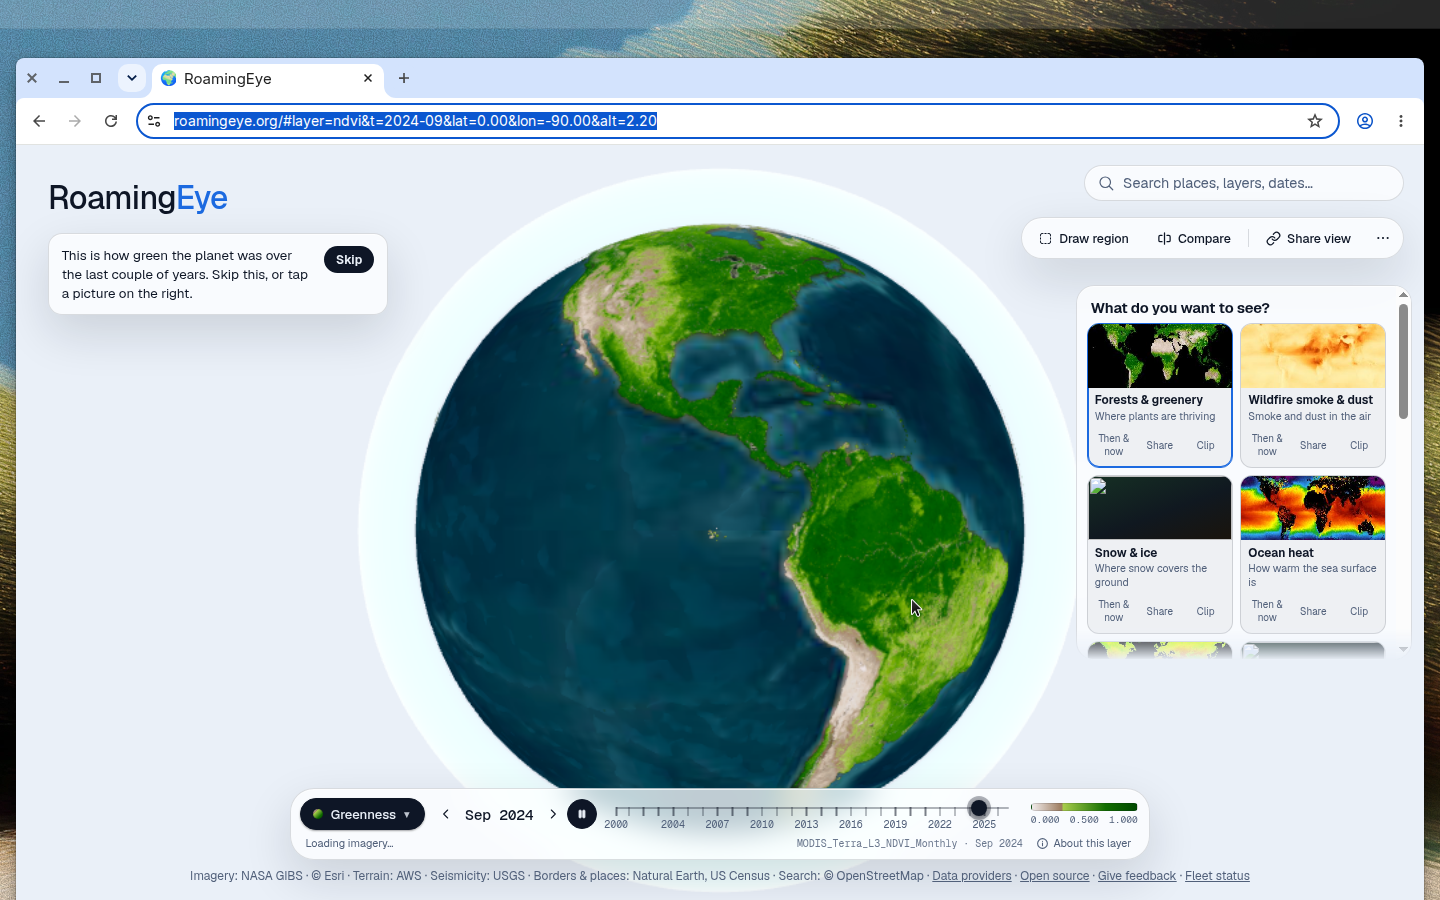 RoamingEye
roamingeye.org/#layer=ndvi&t=2024-09&lat=0.00&lon=-90.00&alt=2.20
RoamingEye
Search places, layers, dates...
This is how green the planet was over
the last couple of years. Skip this, or tap
a picture on the right.
Skip
Draw region
Compare
Share view
What do you want to see?
Forests & greenery
Where plants are thriving
Then &
now
Share
Clip
Wildfire smoke & dust
Smoke and dust in the air
Then &
now
Share
Clip
Snow & ice
Where snow covers the
ground
Then &
now
Share
Clip
Ocean heat
How warm the sea surface
is
Then &
now
Share
Clip
Greenness
Sep 2024
2000 2004 2007 2010 2013 2016 2019 2022 2025
0.000 0.500 1.000
Loading imagery...
MODIS_Terra_L3_NDVI_Monthly · Sep 2024
About this layer
Imagery: NASA GIBS · © Esri · Terrain: AWS · Seismicity: USGS · Borders & places: Natural Earth, US Census · Search: © OpenStreetMap · Data providers · Open source · Give feedback · Fleet status